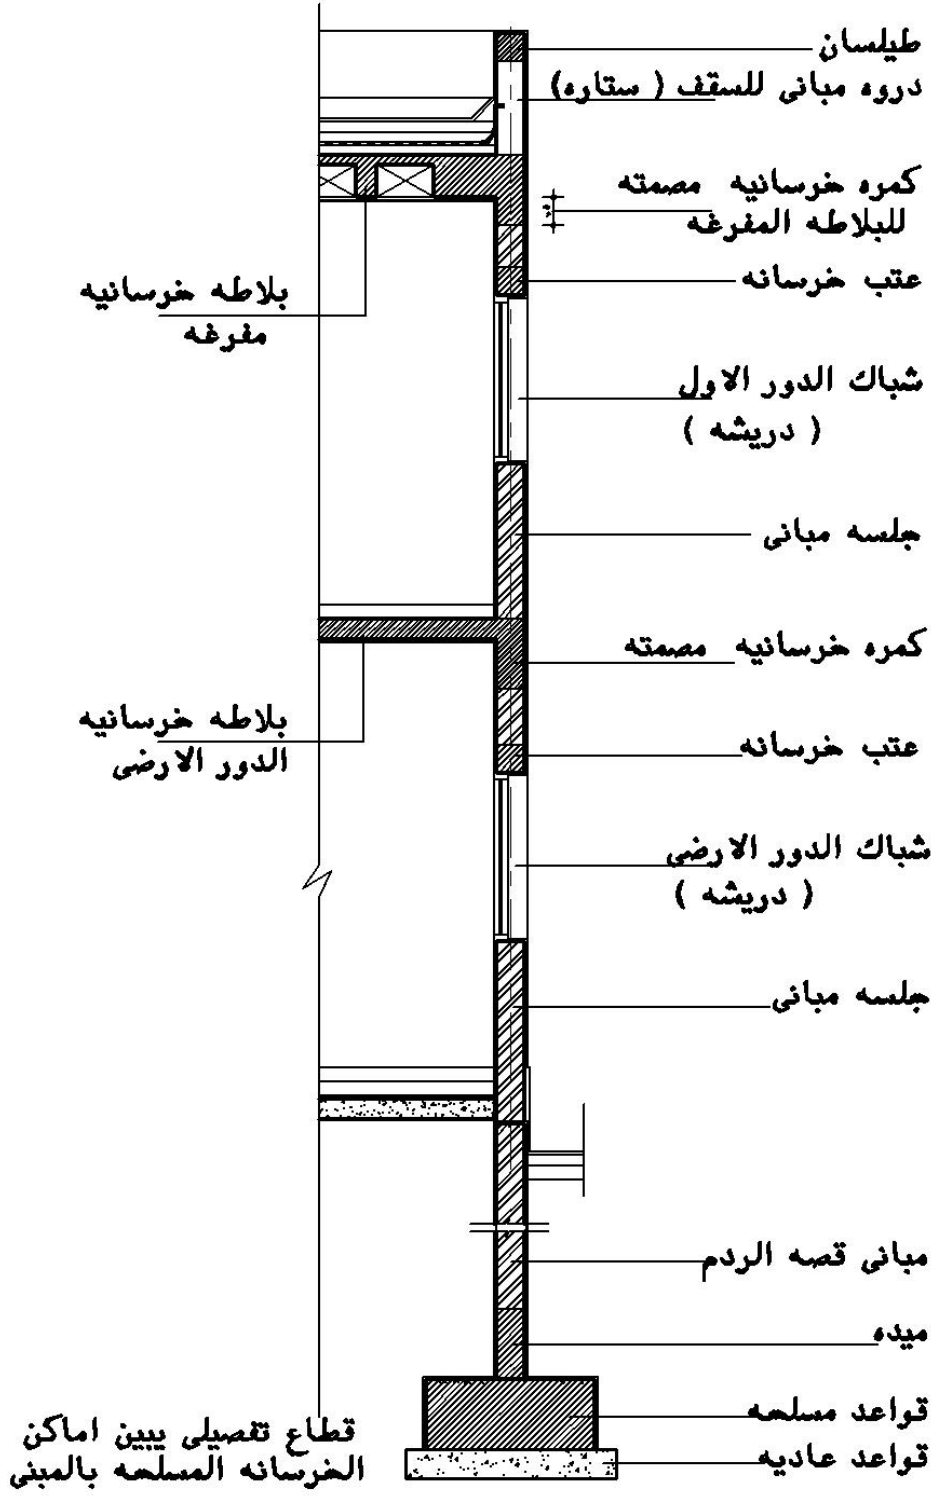 طيلسان
دروه مبانى للسقف ( ستاره)
كمره خرسانيه مصمته
للبلاطه المفرغه
عتب خرسانه
بلاطه خرسانيه
مفرغه
شباك الدور الاول
( دريشه )
جلسه مبانى
كمره خرسانيه مصمته
بلاطه خرسانيه
الدور الارضى
عتب خرسانه
شباك الدور الارضى
( دريشه )
جلسه مبانى
مبانى قصه الردم
ميده
قواعد مسلحه
قواعد عاديه
قطاع تفصيلى يبين اماكن
الخرسانه المسلحه بالمبنى